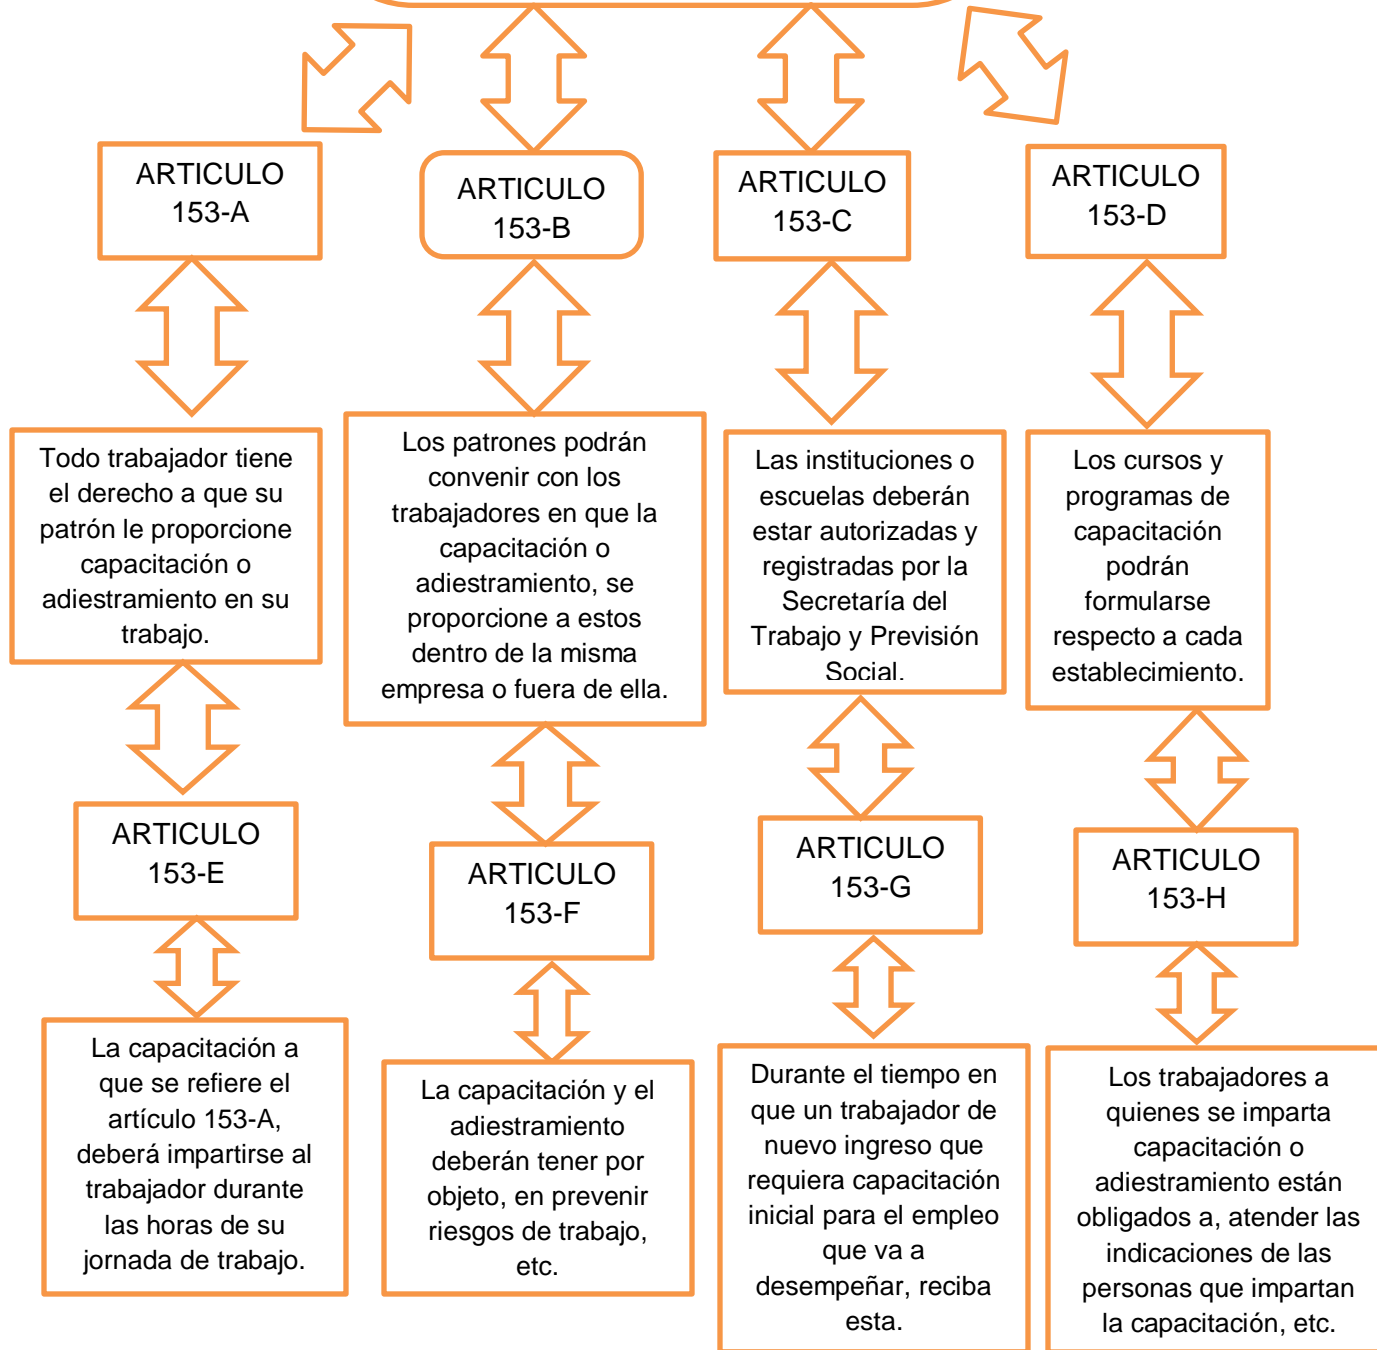 ARTICULO
153-A
ARTICULO
153-B
ARTICULO
153-C
ARTICULO
153-D
Todo trabajador tiene
el derecho a que su
patrón le proporcione
capacitación o
adiestramiento en su
trabajo.
Los patrones podrán
convenir con los
trabajadores en que la
capacitación o
adiestramiento, se
proporcione a estos
dentro de la misma
empresa o fuera de ella.
Las instituciones o
escuelas deberán
estar autorizadas y
registradas por la
Secretaría del
Trabajo y Previsión
Social.
Los cursos y
programas de
capacitación
podrán
formularse
respecto a cada
establecimiento.
ARTICULO
153-E
ARTICULO
153-F
ARTICULO
153-G
ARTICULO
153-H
La capacitación a
que se refiere el
artículo 153-A,
deberá impartirse al
trabajador durante
las horas de su
jornada de trabajo.
La capacitación y el
adiestramiento
deberán tener por
objeto, en prevenir
riesgos de trabajo,
etc.
Durante el tiempo en
que un trabajador de
nuevo ingreso que
requiera capacitación
inicial para el empleo
que va a
desempeñar, reciba
esta.
Los trabajadores a
quienes se imparta
capacitación o
adiestramiento están
obligados a, atender las
indicaciones de las
personas que impartan
la capacitación, etc.